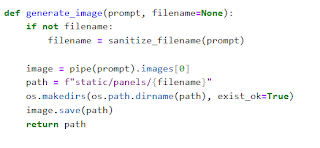 def generate_image(prompt, filename=None):
    if not filename:
        filename = sanitize_filename(prompt)

    image = pipe(prompt).images[0]
    path = f"static/panels/{filename}"
    os.makedirs(os.path.dirname(path), exist_ok=True)
    image.save(path)
    return path